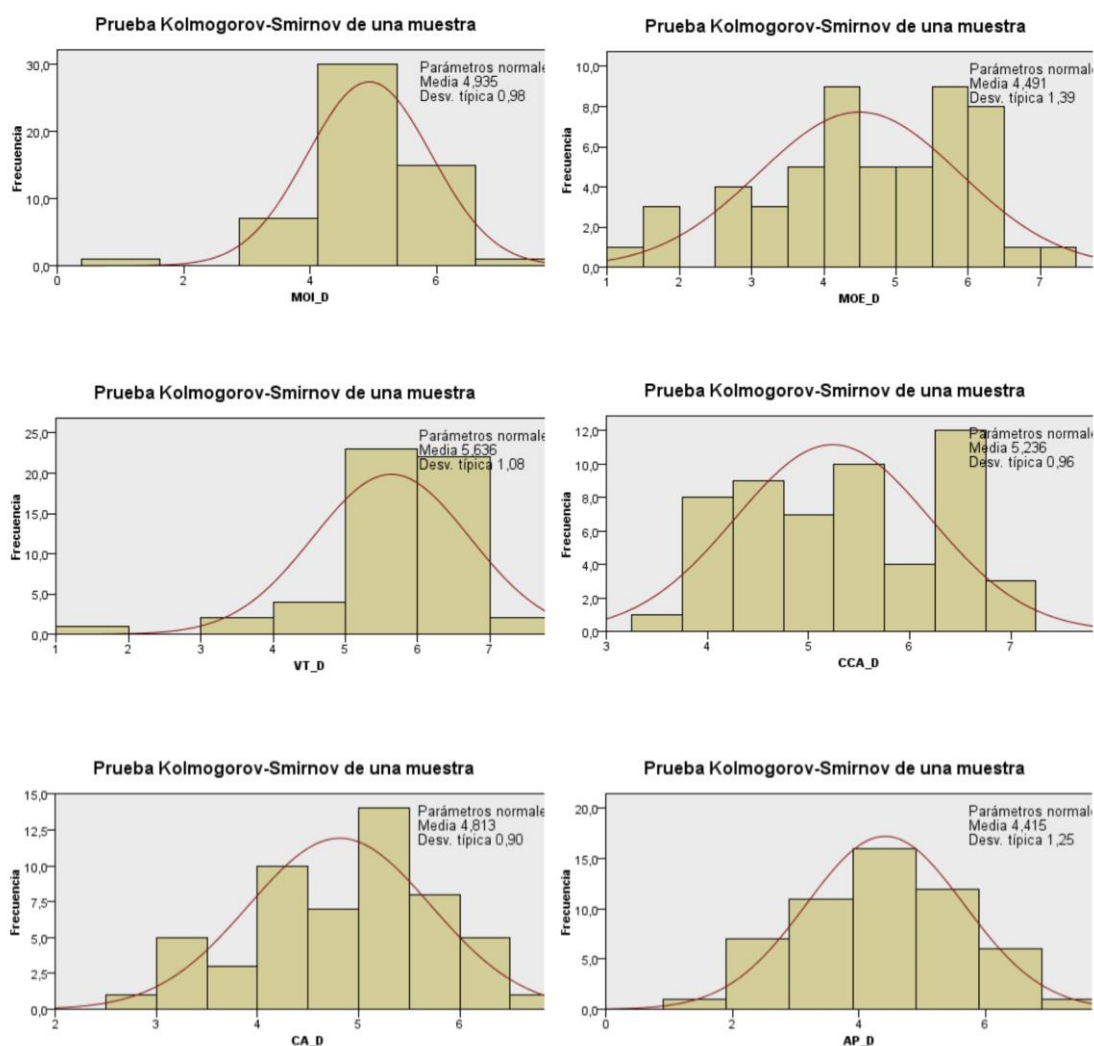 Prueba Kolmogorov-Smirnov de una muestra
Parámetros normale
Media 4,935
Desv. típica 0,98
Frecuencia
30,0
20,0
10,0
0,0
0 2 4 6
MOI_D
Prueba Kolmogorov-Smirnov de una muestra
Parámetros normale
Media 4,491
Desv. típica 1,39
Frecuencia
10,0
8,0
6,0
4,0
2,0
0,0
1 2 3 4 5 6 7
MOE_D
Prueba Kolmogorov-Smirnov de una muestra
Parámetros normale
Media 5,636
Desv. típica 1,08
Frecuencia
25,0
20,0
15,0
10,0
5,0
0,0
1 2 3 4 5 6 7
VT_D
Prueba Kolmogorov-Smirnov de una muestra
Parámetros normale
Media 5,236
Desv. típica 0,96
Frecuencia
12,0
10,0
8,0
6,0
4,0
2,0
0,0
3 4 5 6 7
CCA_D
Prueba Kolmogorov-Smirnov de una muestra
Parámetros normale
Media 4,813
Desv. típica 0,90
Frecuencia
15,0
12,5
10,0
7,5
5,0
2,5
0,0
2 3 4 5 6
CA_D
Prueba Kolmogorov-Smirnov de una muestra
Parámetros normale
Media 4,415
Desv. típica 1,25
Frecuencia
20,0
15,0
10,0
5,0
0,0
0 2 4 6
AP_D